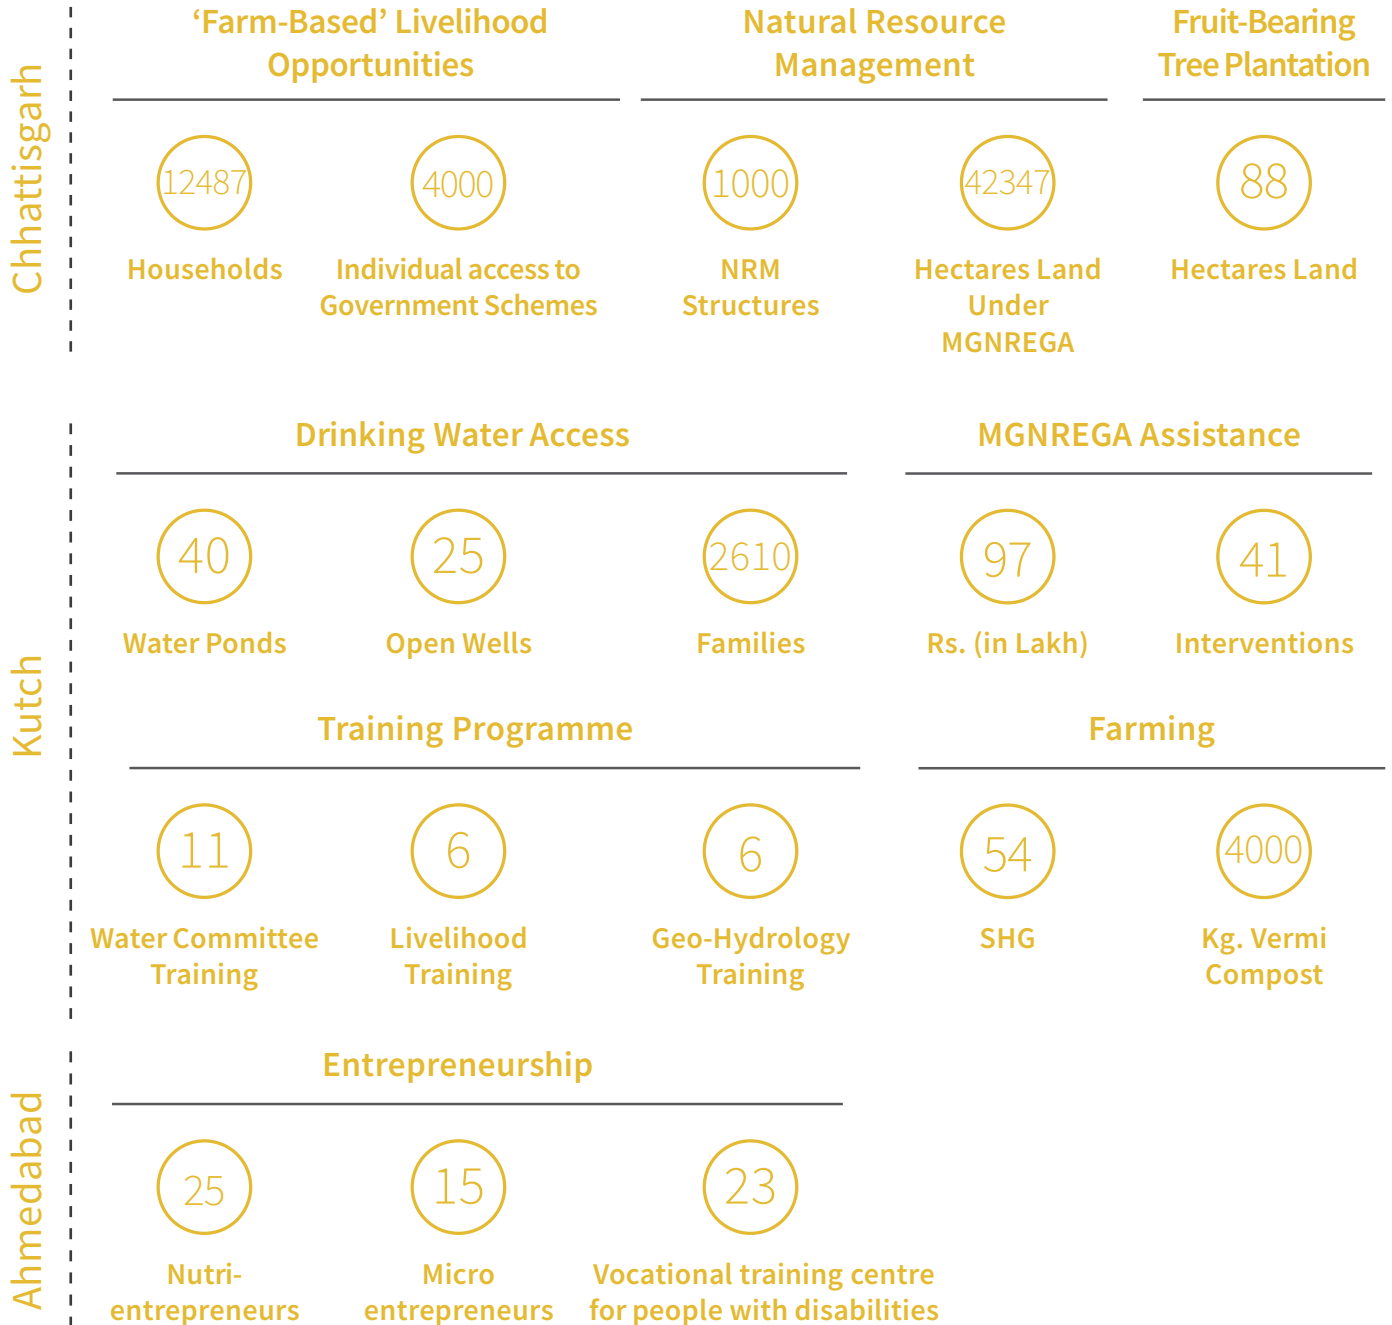 Chhattisgarh
‘Farm-Based’ Livelihood
Opportunities
12487
Households
4000
Individual access to
Government Schemes
Natural Resource
Management
1000
NRM
Structures
42347
Hectares Land
Under
MGNREGA
Fruit-Bearing
Tree Plantation
88
Hectares Land
Kutch
Drinking Water Access
40
Water Ponds
25
Open Wells
2610
Families
MGNREGA Assistance
97
Rs. (in Lakh)
41
Interventions
Training Programme
11
Water Committee
Training
6
Livelihood
Training
6
Geo-Hydrology
Training
Farming
54
SHG
4000
Kg. Vermi
Compost
Ahmedabad
Entrepreneurship
25
Nutri-
entrepreneurs
15
Micro
entrepreneurs
23
Vocational training centre
for people with disabilities